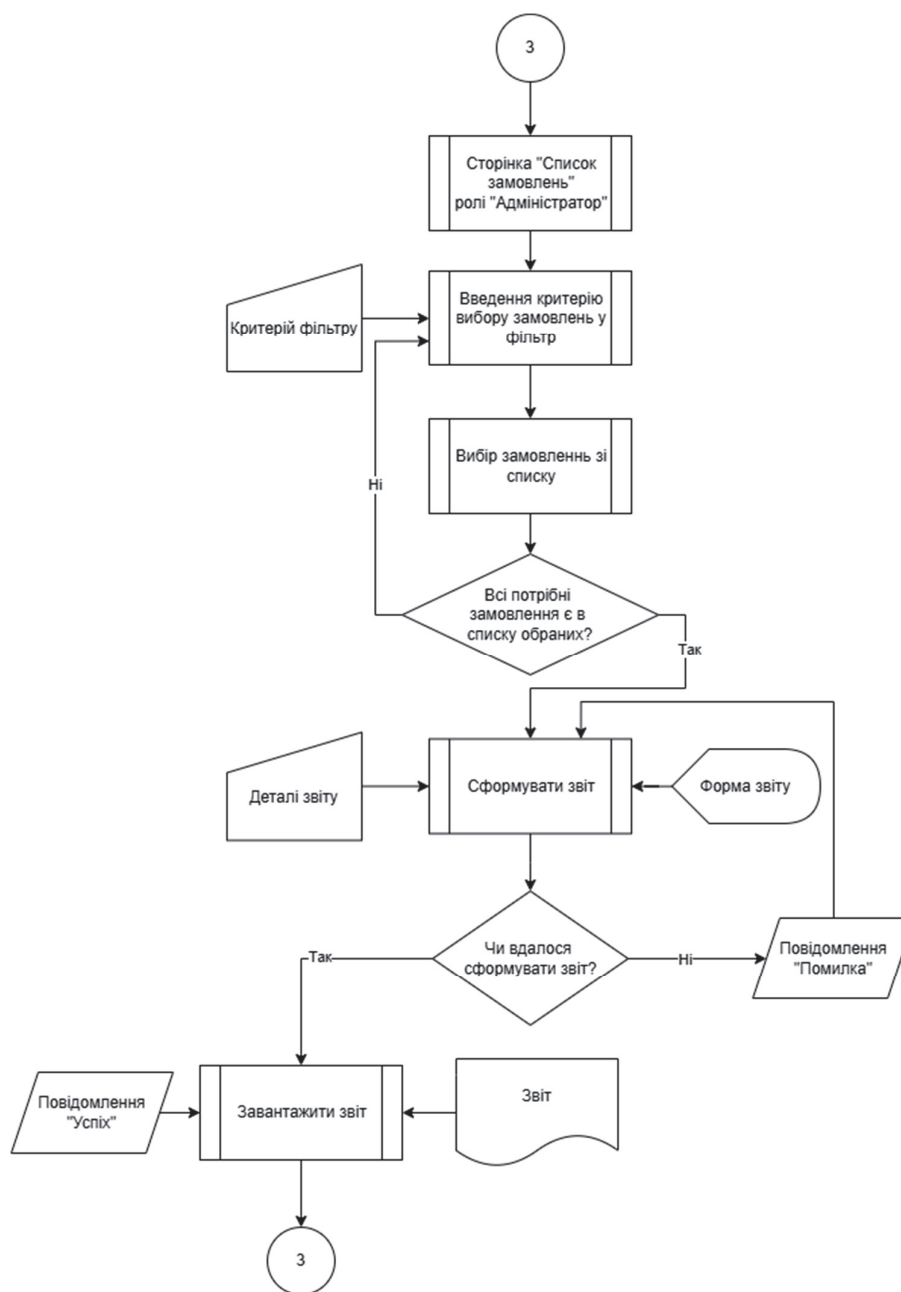 3
Сторінка "Список
замовлень"
ролі "Адміністратор"
Критерій фільтру
Введення критерію
вибору замовлень у
фільтр
Вибір замовленнь зі
списку
Ні
Всі потрібні
замовлення є в
списку обраних?
Так
Деталі звіту
Сформувати звіт
Форма звіту
Чи вдалося
сформувати звіт?
Так
Ні
Повідомлення
"Помилка"
Повідомлення
"Успіх"
Завантажити звіт
Звіт
3